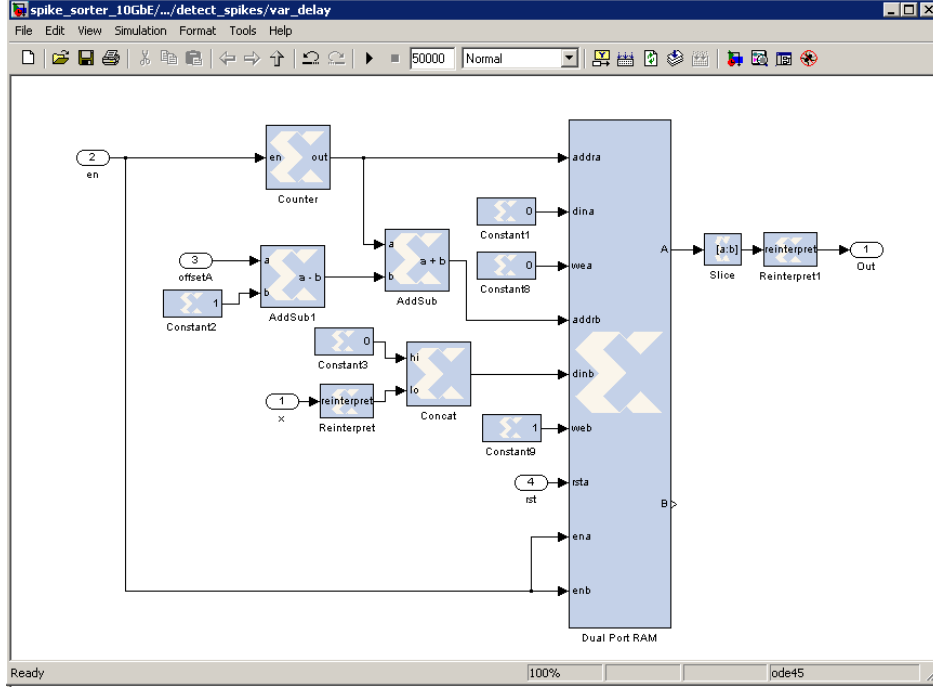 spike_sorter_10GbE/.../detect_spikes/var_delay
File Edit View Simulation Format Tools Help
50000 Normal
2
en
en out
Counter
addra
Constant1
0
dina
3
offsetA
a
b
a - b
AddSub1
a
b
a + b
AddSub
Constant8
0
wea
A
[a:b]
Slice
reinterpret
Reinterpret1
1
Out
1
Constant2
addrb
0
Constant3
hi
lo
Concat
dinb
1
x
reinterpret
Reinterpret
1
Constant9
web
4
rst
rsta
B
ena
enb
Dual Port RAM
Ready 100% ode45